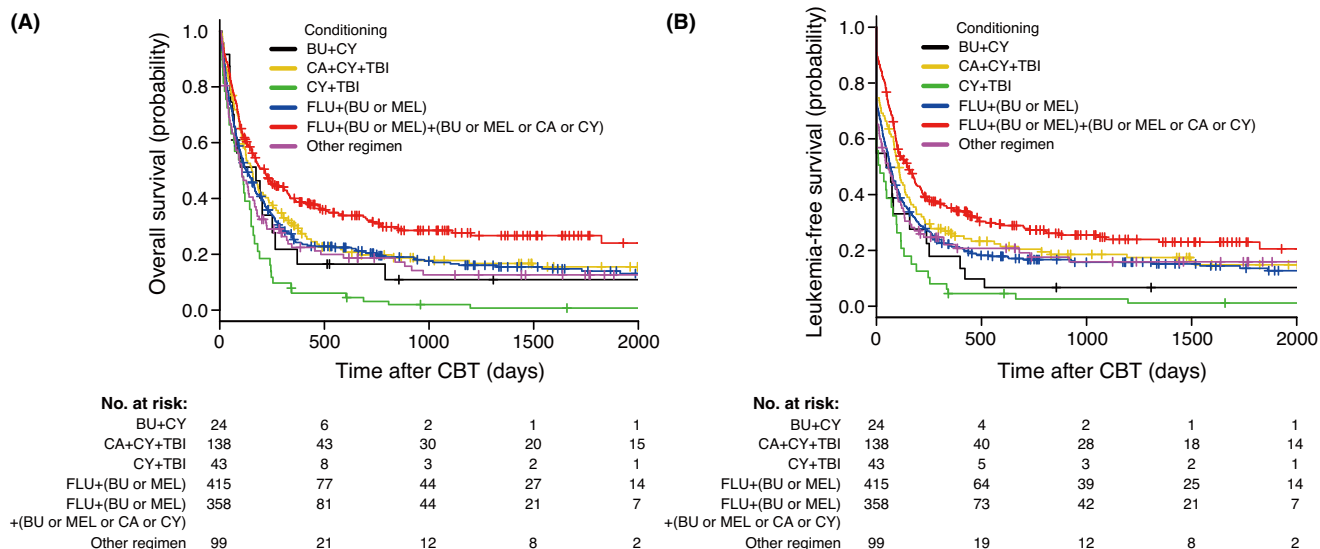 (A)
Overall survival (probability)
1.0
0.8
0.6
0.4
0.2
0.0
Conditioning
BU+CY
CA+CY+TBI
CY+TBI
FLU+(BU or MEL)
FLU+(BU or MEL)+(BU or MEL or CA or CY)
Other regimen
0 500 1000 1500 2000
Time after CBT (days)
No. at risk:
BU+CY 24 6 2 1 1
CA+CY+TBI 138 43 30 20 15
CY+TBI 43 8 3 2 1
FLU+(BU or MEL) 415 77 44 27 14
FLU+(BU or MEL) 358 81 44 21 7
+(BU or MEL or CA or CY)
Other regimen 99 21 12 8 2
(B)
Leukemia-free survival (probability)
1.0
0.8
0.6
0.4
0.2
0.0
Conditioning
BU+CY
CA+CY+TBI
CY+TBI
FLU+(BU or MEL)
FLU+(BU or MEL)+(BU or MEL or CA or CY)
Other regimen
0 500 1000 1500 2000
Time after CBT (days)
No. at risk:
BU+CY 24 4 2 1 1
CA+CY+TBI 138 40 28 18 14
CY+TBI 43 5 3 2 1
FLU+(BU or MEL) 415 64 39 25 14
FLU+(BU or MEL) 358 73 42 21 7
+(BU or MEL or CA or CY)
Other regimen 99 19 12 8 2